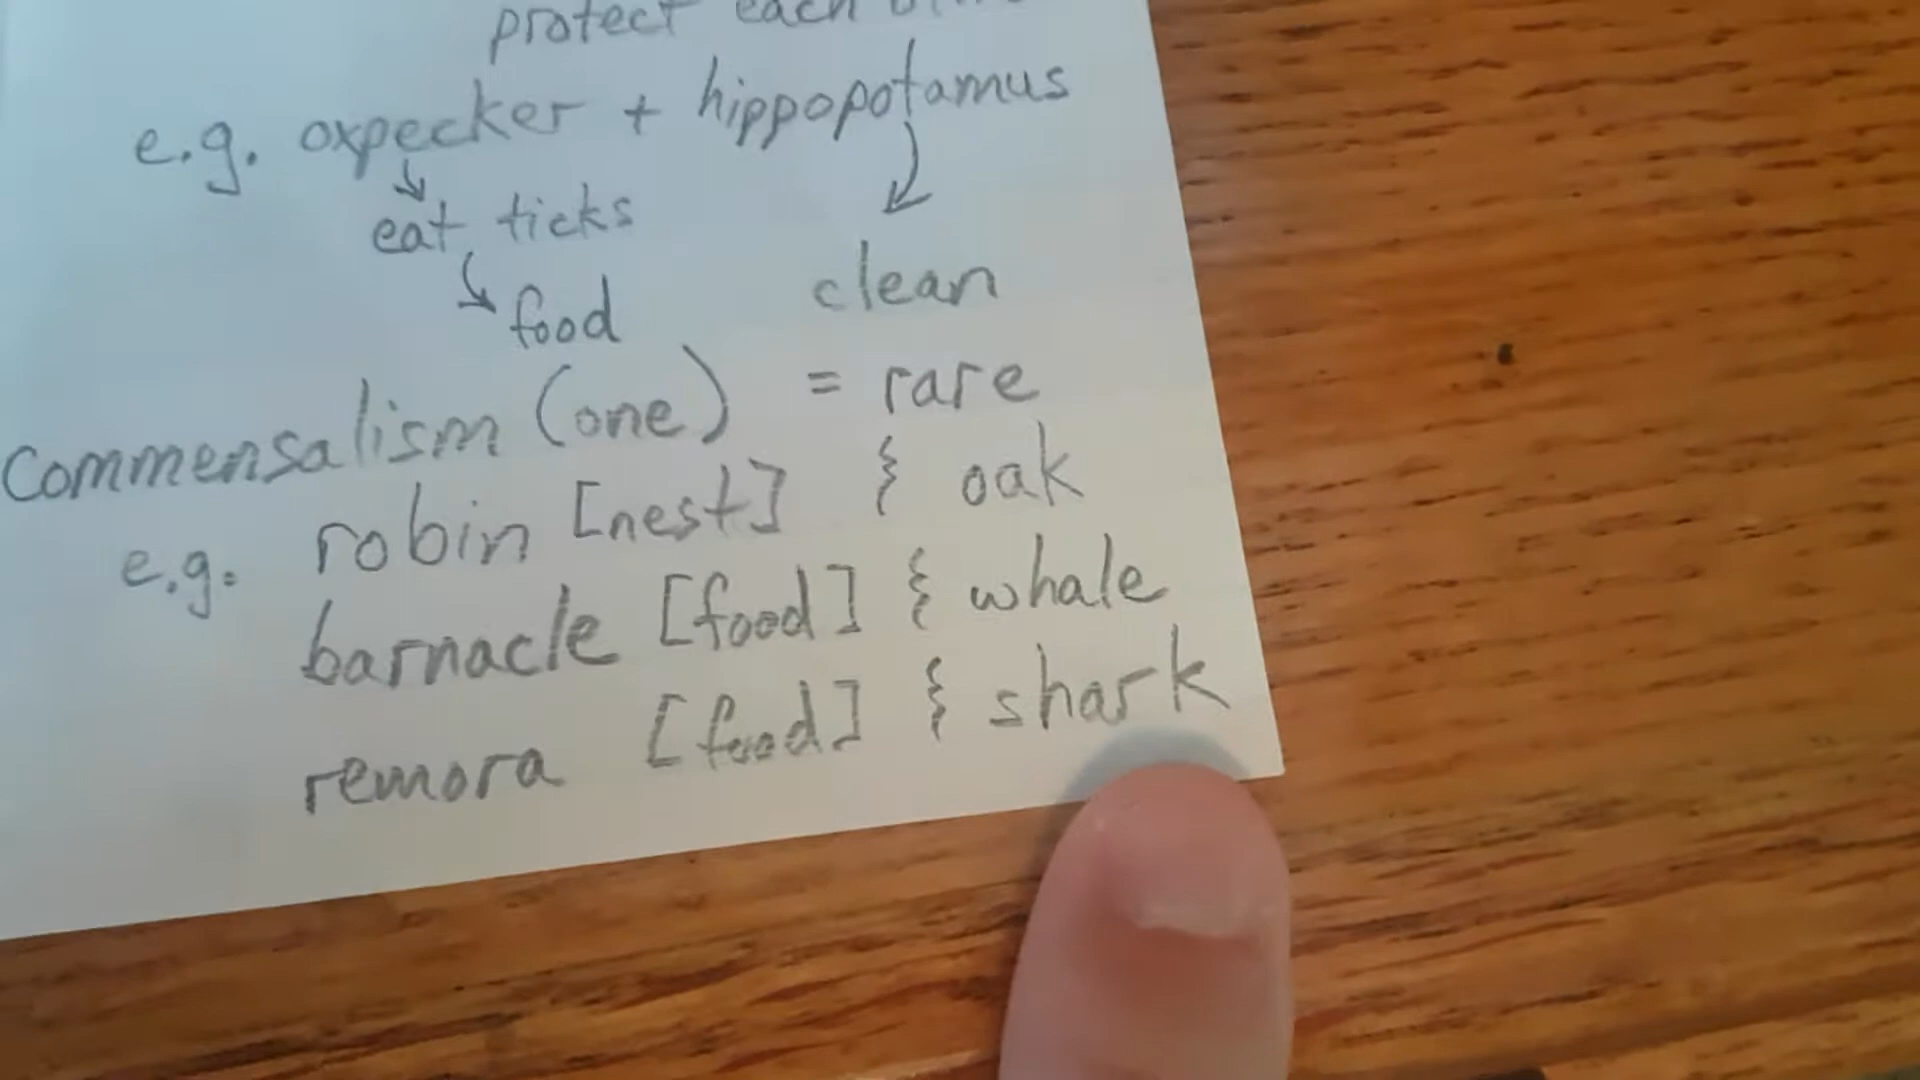 protect each
e.g. oxpecker + hippopotamus
eat ticks
food
clean
Commensalism (one) = rare
e.g. robin [nest] } oak
barnacle [food] } whale
remora [food] } shark